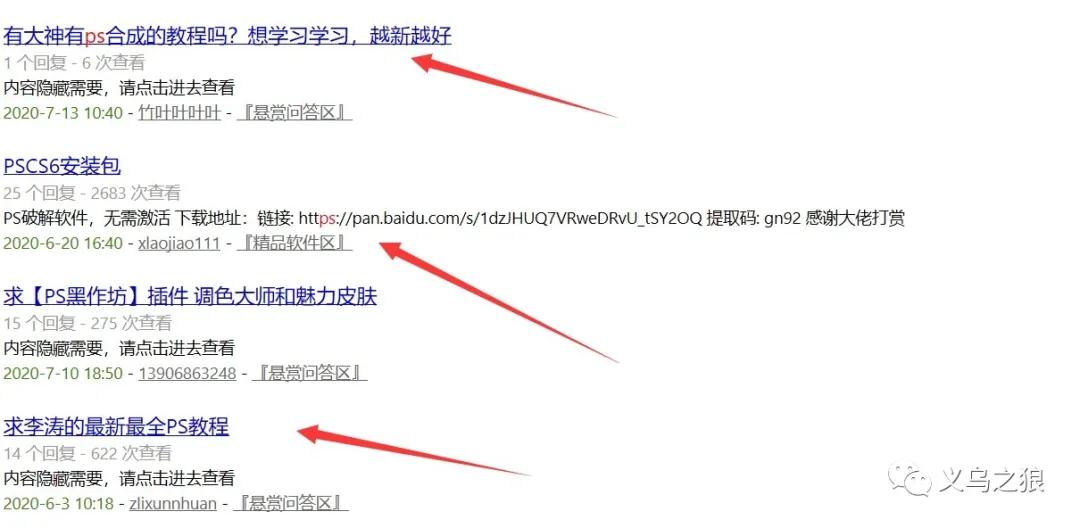 有大神有ps合成的教程吗？想学习学习，越新越好
1 个回复 - 6 次查看
内容隐藏需要，请点击进去查看
2020-7-13 10:40 - 竹叶叶叶叶 - 『悬赏问答区』
PSCS6安装包
25 个回复 - 2683 次查看
PS破解软件，无需激活 下载地址：链接: https://pan.baidu.com/s/1dzJHUQ7VRweDRvU_tSY2OQ 提取码: gn92 感谢大佬打赏
2020-6-20 16:40 - xlaojiao111 - 『精品软件区』
求【PS黑作坊】插件 调色大师和魅力皮肤
15 个回复 - 275 次查看
内容隐藏需要，请点击进去查看
2020-7-10 18:50 - 13906863248 - 『悬赏问答区』
求李涛的最新最全PS教程
14 个回复 - 622 次查看
内容隐藏需要，请点击进去查看
2020-6-3 10:18 - zlixunnhuan - 『悬赏问答区』
义乌之狼